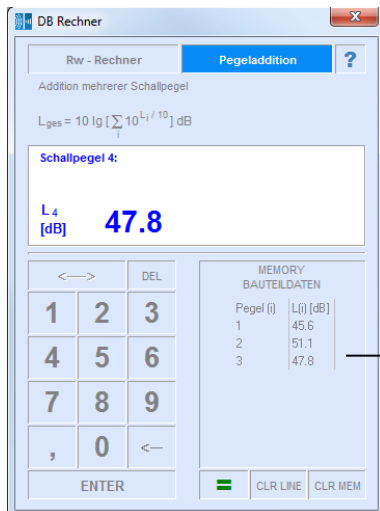 DB Rechner
x
Rw - Rechner Pegeladdition ?
Addition mehrerer Schallpegel
Lges = 10 lg [ ∑ 10^Li / 10 ] dB
i
Schallpegel 4:
L4 [dB] 47.8
<----> DEL
1 2 3
4 5 6
7 8 9
, 0 <--
ENTER
MEMORY
BAUTEILDATEN
Pegel (i) L(i) [dB]
1 45.6
2 51.1
3 47.8
= CLR LINE CLR MEM